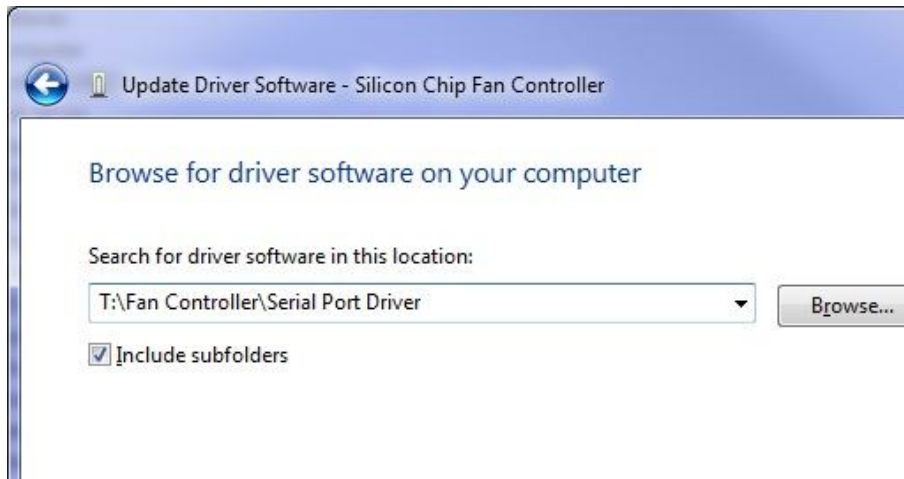 Update Driver Software - Silicon Chip Fan Controller
Browse for driver software on your computer
Search for driver software in this location:
T:\Fan Controller\Serial Port Driver
Browse...
Include subfolders